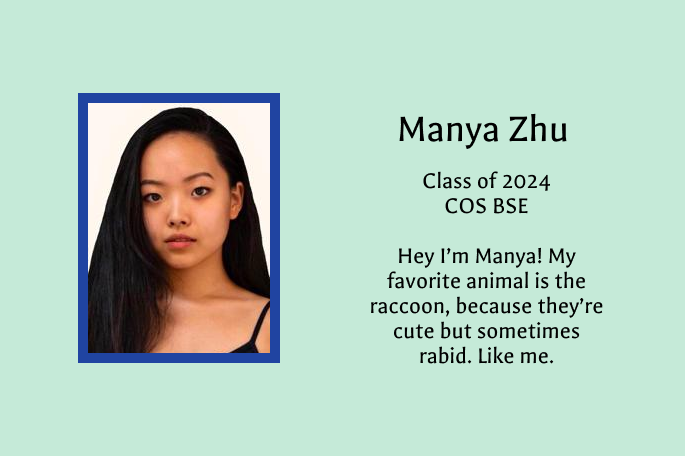 Manya Zhu
Class of 2024
COS BSE
Hey I’m Manya! My
favorite animal is the
raccoon, because they’re
cute but sometimes
rabid. Like me.